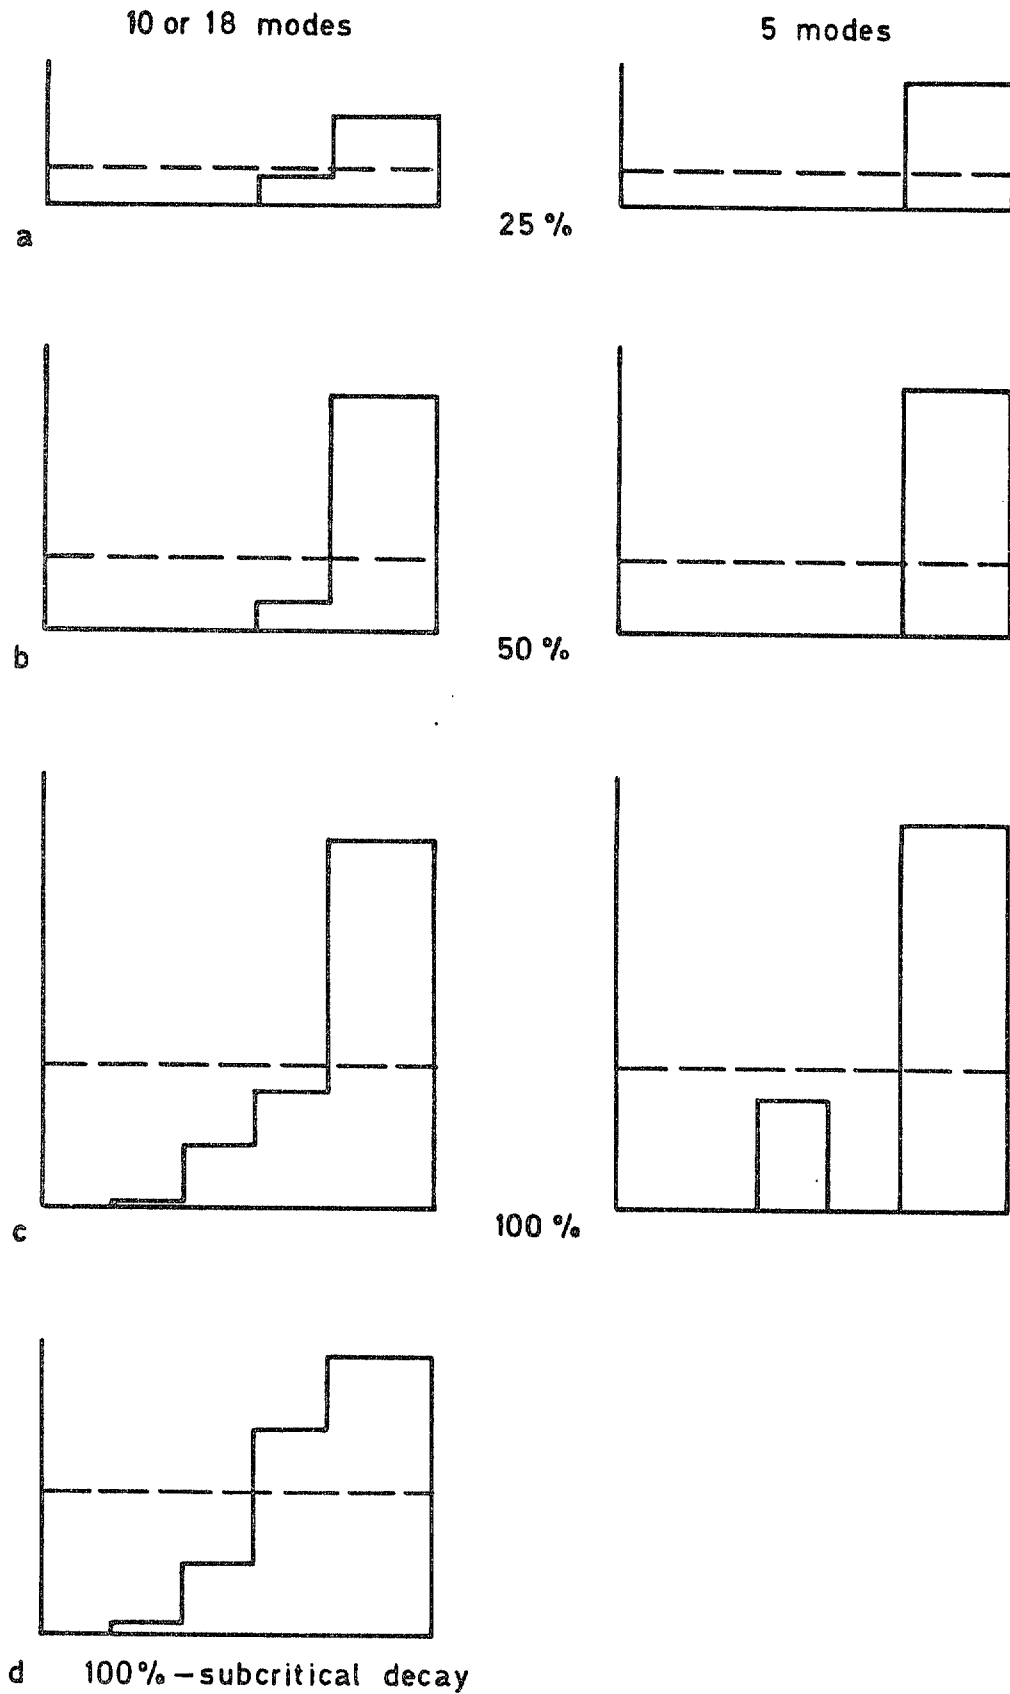 10 or 18 modes
5 modes
a
25 %
b
50 %
c
100 %
d 100% – subcritical decay